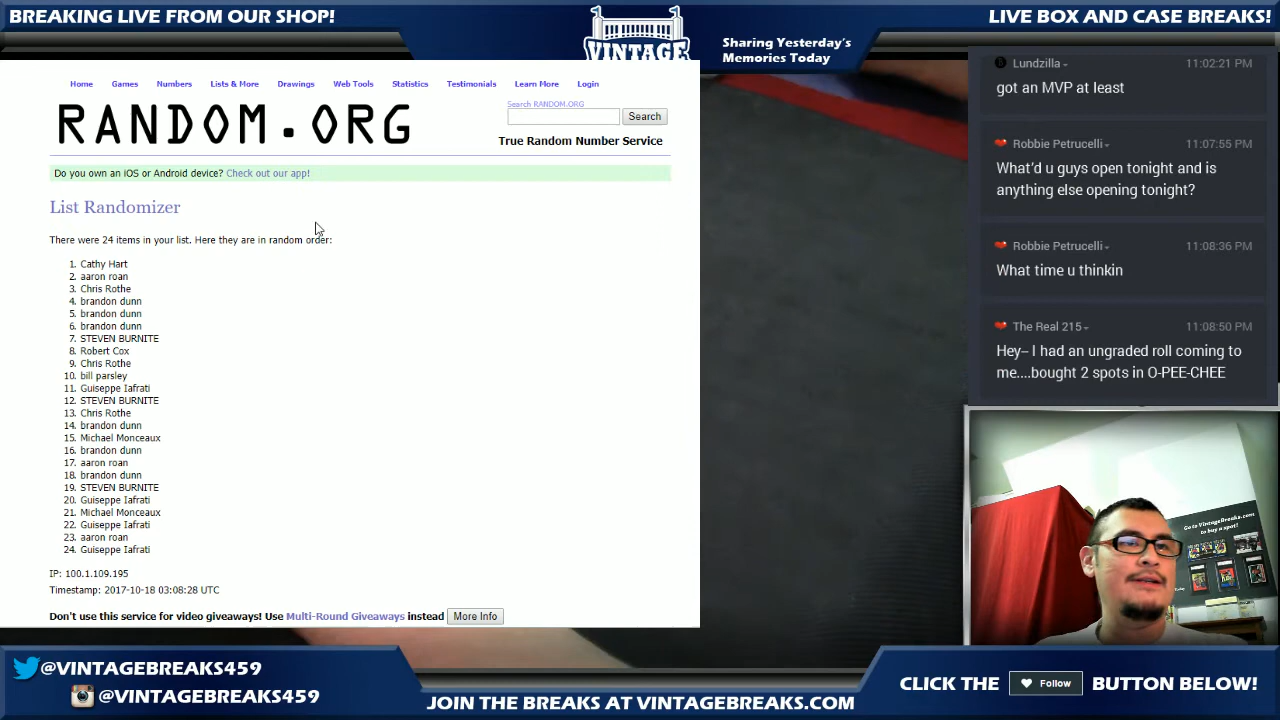 BREAKING LIVE FROM OUR SHOP!
VINTAGE
Sharing Yesterday's
Memories Today
LIVE BOX AND CASE BREAKS!
Home Games Numbers Lists & More Drawings Web Tools Statistics Testimonials Learn More Login
RANDOM.ORG
Search RANDOM.ORG
Search
True Random Number Service
Do you own an iOS or Android device? Check out our app!
List Randomizer
There were 24 items in your list. Here they are in random order:
1. Cathy Hart
2. aaron roan
3. Chris Rothe
4. brandon dunn
5. brandon dunn
6. brandon dunn
7. STEVEN BURNITE
8. Robert Cox
9. Chris Rothe
10. bill parsley
11. Guiseppe Iafrati
12. STEVEN BURNITE
13. Chris Rothe
14. brandon dunn
15. Michael Monceaux
16. brandon dunn
17. aaron roan
18. brandon dunn
19. STEVEN BURNITE
20. Guiseppe Iafrati
21. Michael Monceaux
22. Guiseppe Iafrati
23. aaron roan
24. Guiseppe Iafrati
IP: 100.1.109.195
Timestamp: 2017-10-18 03:08:28 UTC
Don't use this service for video giveaways! Use Multi-Round Giveaways instead More Info
Lundzilla 11:02:21 PM
got an MVP at least
Robbie Petrucelli 11:07:55 PM
What'd u guys open tonight and is
anything else opening tonight?
Robbie Petrucelli 11:08:36 PM
What time u thinkin
The Real 215 11:08:50 PM
Hey-- I had an ungraded roll coming to
me....bought 2 spots in O-PEE-CHEE
Go to VintageBreaks.com
to buy a spot!
@VINTAGEBREAKS459
@VINTAGEBREAKS459
JOIN THE BREAKS AT VINTAGEBREAKS.COM
CLICK THE Follow BUTTON BELOW!